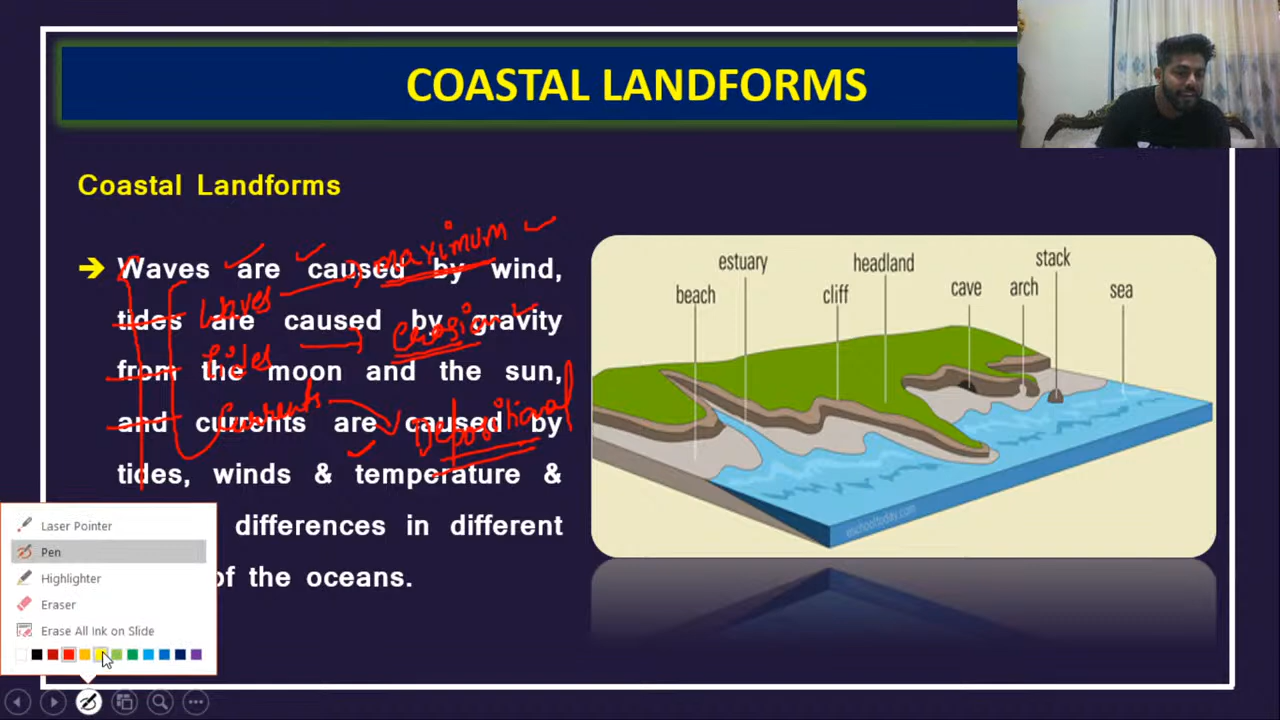 COASTAL LANDFORMS
Coastal Landforms
Waves are caused by wind,
tides are caused by gravity
from the moon and the sun,
and currents are caused by
tides, winds & temperature &
differences in different
of the oceans.
waves maximum
Tides erosion
Currents Depositional
estuary
headland
stack
beach
cliff
cave
arch
sea
eschooltoday.com
Laser Pointer
Pen
Highlighter
Eraser
Erase All Ink on Slide